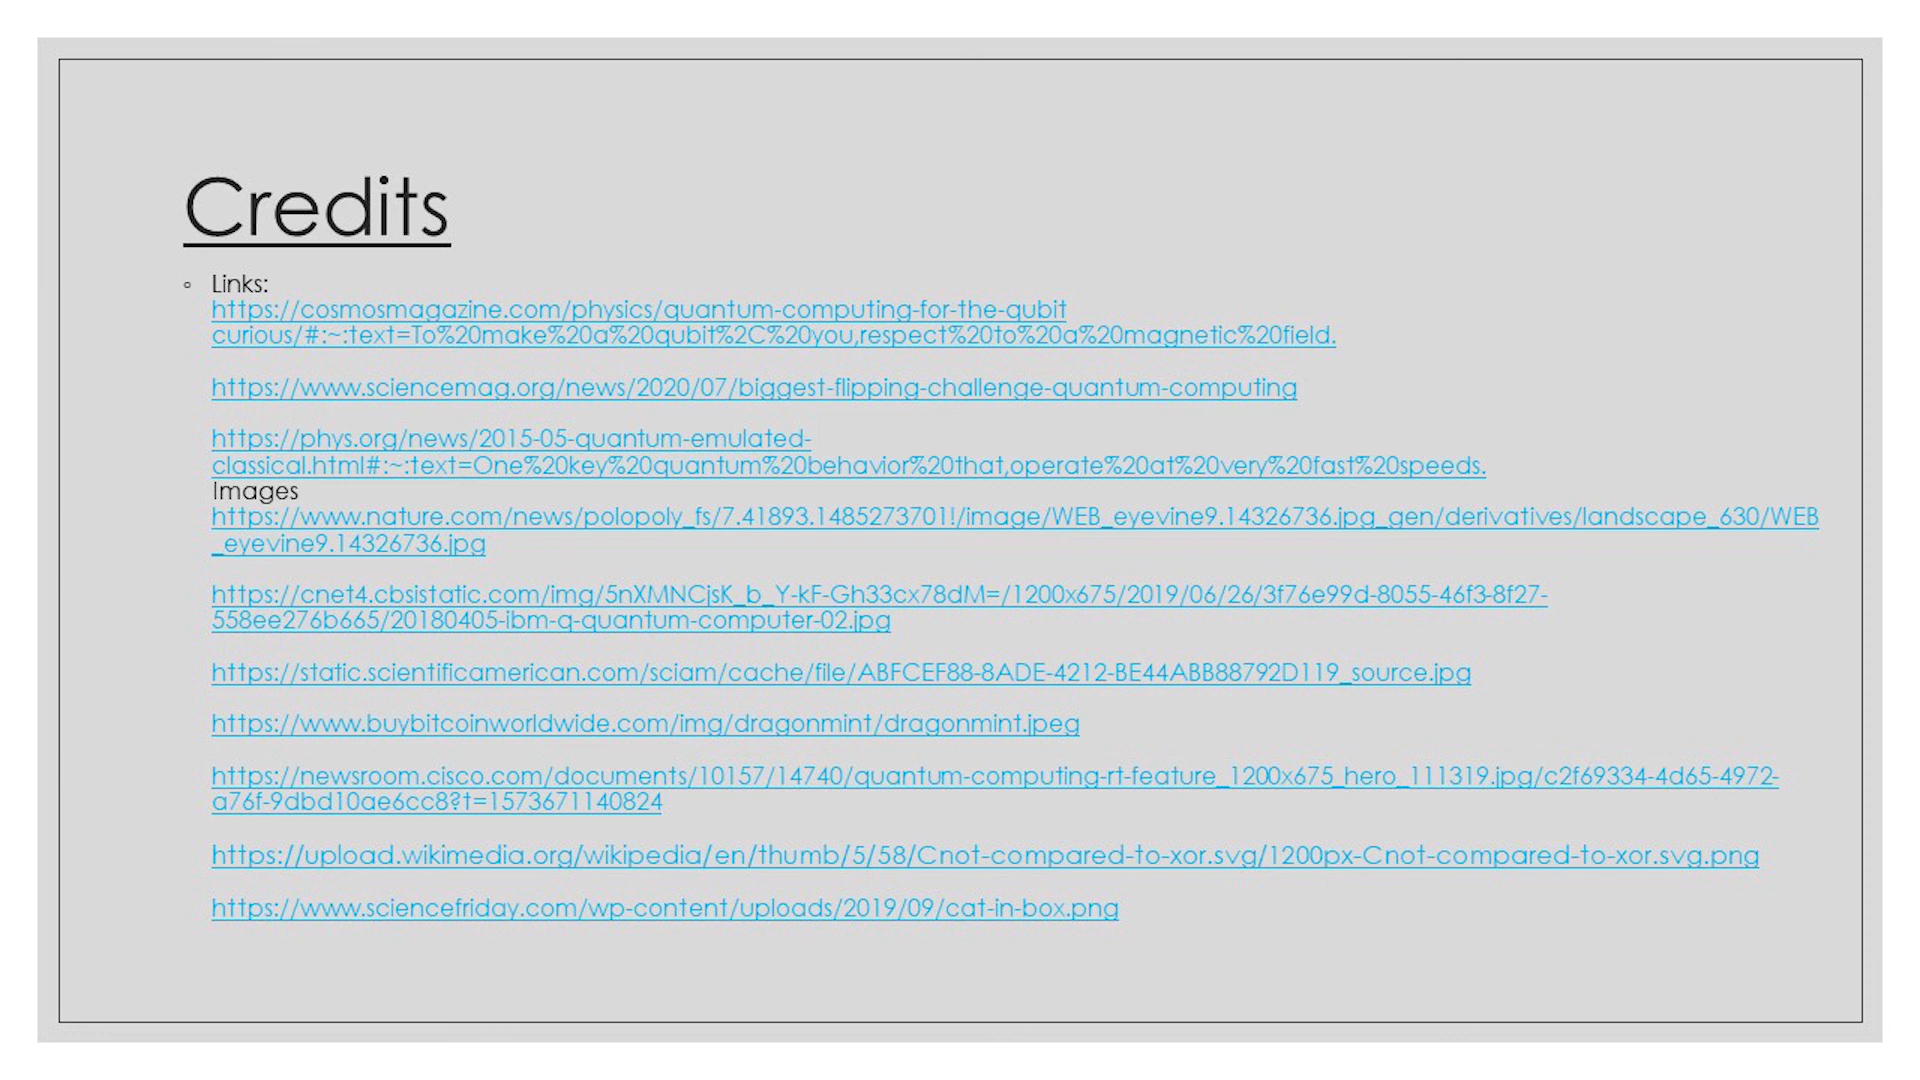 Credits
◦ Links:
https://cosmosmagazine.com/physics/quantum-computing-for-the-qubit
curious/#:~:text=To%20make%20a%20qubit%2C%20you,respect%20to%20a%20magnetic%20field.
https://www.sciencemag.org/news/2020/07/biggest-flipping-challenge-quantum-computing
https://phys.org/news/2015-05-quantum-emulated-
classical.html#:~:text=One%20key%20quantum%20behavior%20that,operate%20at%20very%20fast%20speeds.
Images
https://www.nature.com/news/polopoly_fs/7.41893.1485273701!/image/WEB_eyevine9.14326736.jpg_gen/derivatives/landscape_630/WEB
_eyevine9.14326736.jpg
https://cnet4.cbsistatic.com/img/5nXMNCjsK_b_Y-kF-Gh33cx78dM=/1200x675/2019/06/26/3f76e99d-8055-46f3-8f27-
558ee276b665/20180405-ibm-q-quantum-computer-02.jpg
https://static.scientificamerican.com/sciam/cache/file/ABFCEF88-8ADE-4212-BE44ABB88792D119_source.jpg
https://www.buybitcoinworldwide.com/img/dragonmint/dragonmint.jpeg
https://newsroom.cisco.com/documents/10157/14740/quantum-computing-rt-feature_1200x675_hero_111319.jpg/c2f69334-4d65-4972-
a76f-9dbd10ae6cc8?t=1573671140824
https://upload.wikimedia.org/wikipedia/en/thumb/5/58/Cnot-compared-to-xor.svg/1200px-Cnot-compared-to-xor.svg.png
https://www.sciencefriday.com/wp-content/uploads/2019/09/cat-in-box.png